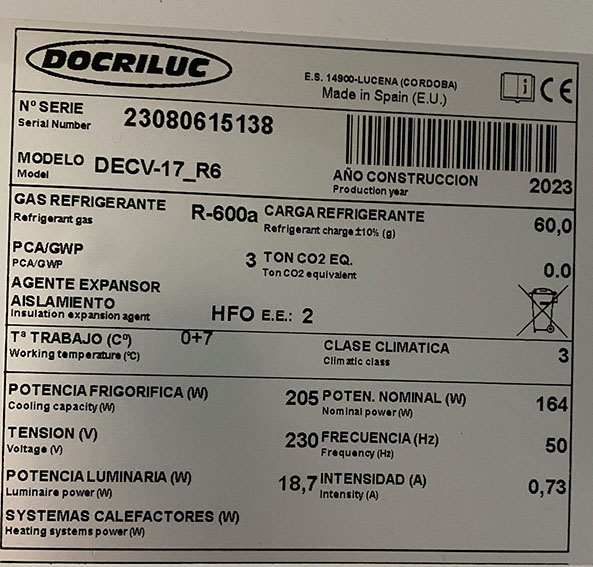 DOCRILUC
E.S. 14900-LUCENA (CORDOBA)
Made in Spain (E.U.)
i CE
Nº SERIE
Serial Number
23080615138
MODELO DECV-17_R6
Model
AÑO CONSTRUCCION
Production year
2023
GAS REFRIGERANTE
Refrigerant gas
R-600a
CARGA REFRIGERANTE
Refrigerant charge ±10% (g)
60,0
PCA/GWP
PCA/GWP
3
TON CO2 EQ.
Ton CO2 equivalent
0.0
AGENTE EXPANSOR
AISLAMIENTO
Insulation expansion agent
HFO E.E.: 2
Tª TRABAJO (Cº)
Working temperature (ºC)
0+7
CLASE CLIMATICA
Climatic class
3
POTENCIA FRIGORIFICA (W)
Cooling capacity (W)
205
POTEN. NOMINAL (W)
Nominal power (W)
164
TENSION (V)
Voltage (V)
230
FRECUENCIA (Hz)
Frequency (Hz)
50
POTENCIA LUMINARIA (W)
Luminaire power (W)
18,7
INTENSIDAD (A)
Intensity (A)
0,73
SYSTEMAS CALEFACTORES (W)
Heating systems power (W)